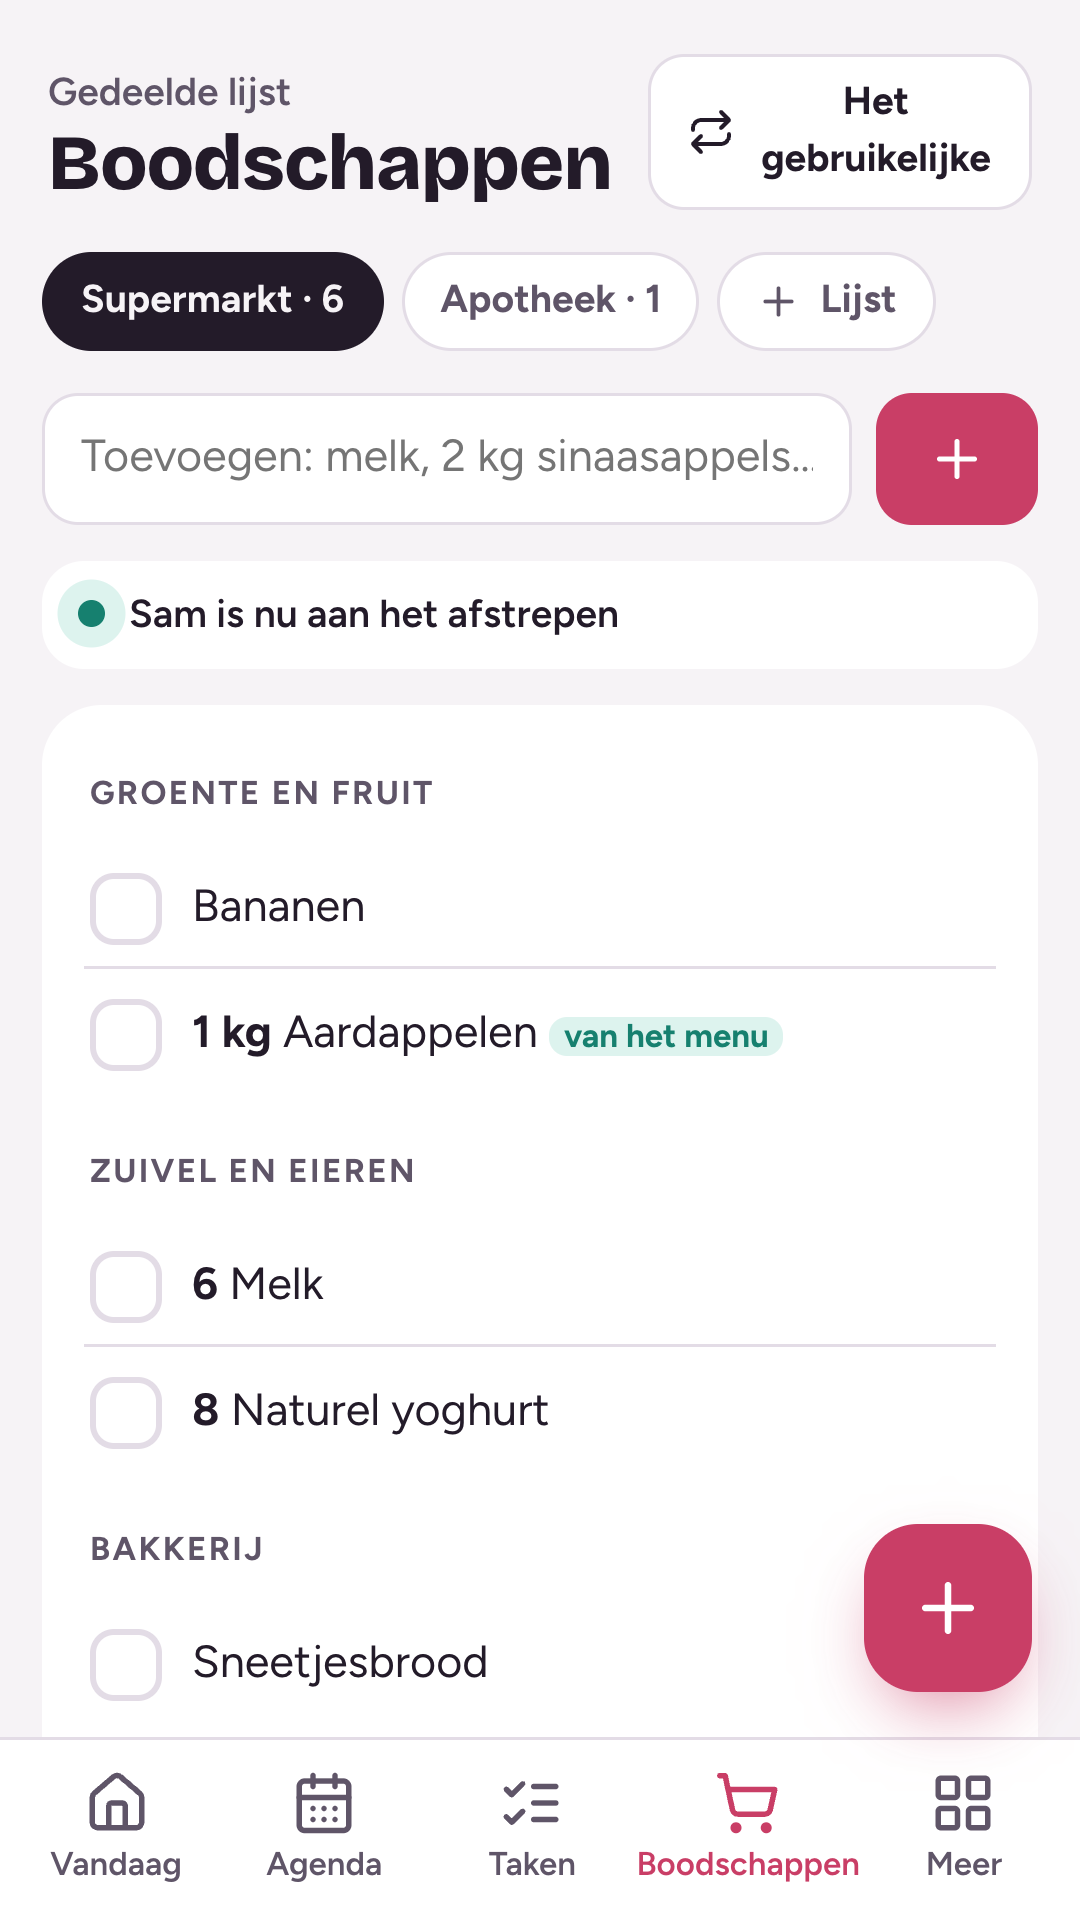 Gedeelde lijst
Boodschappen
Het
gebruikelijke
Supermarkt · 6
Apotheek · 1
Lijst
Toevoegen: melk, 2 kg sinaasappels...
Sam is nu aan het afstrepen
GROENTE EN FRUIT
Bananen
1 kg Aardappelen van het menu
ZUIVEL EN EIEREN
6 Melk
8 Naturel yoghurt
BAKKERIJ
Sneetjesbrood
Vandaag
Agenda
Taken
Boodschappen
Meer